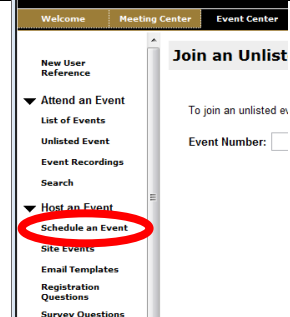 Welcome Meeting Center Event Center
New User
Reference
Attend an Event
List of Events
Unlisted Event
Event Recordings
Search
Host an Event
Schedule an Event
Site Events
Email Templates
Registration
Questions
Survey Questions
Join an Unlist
To join an unlisted ev
Event Number: